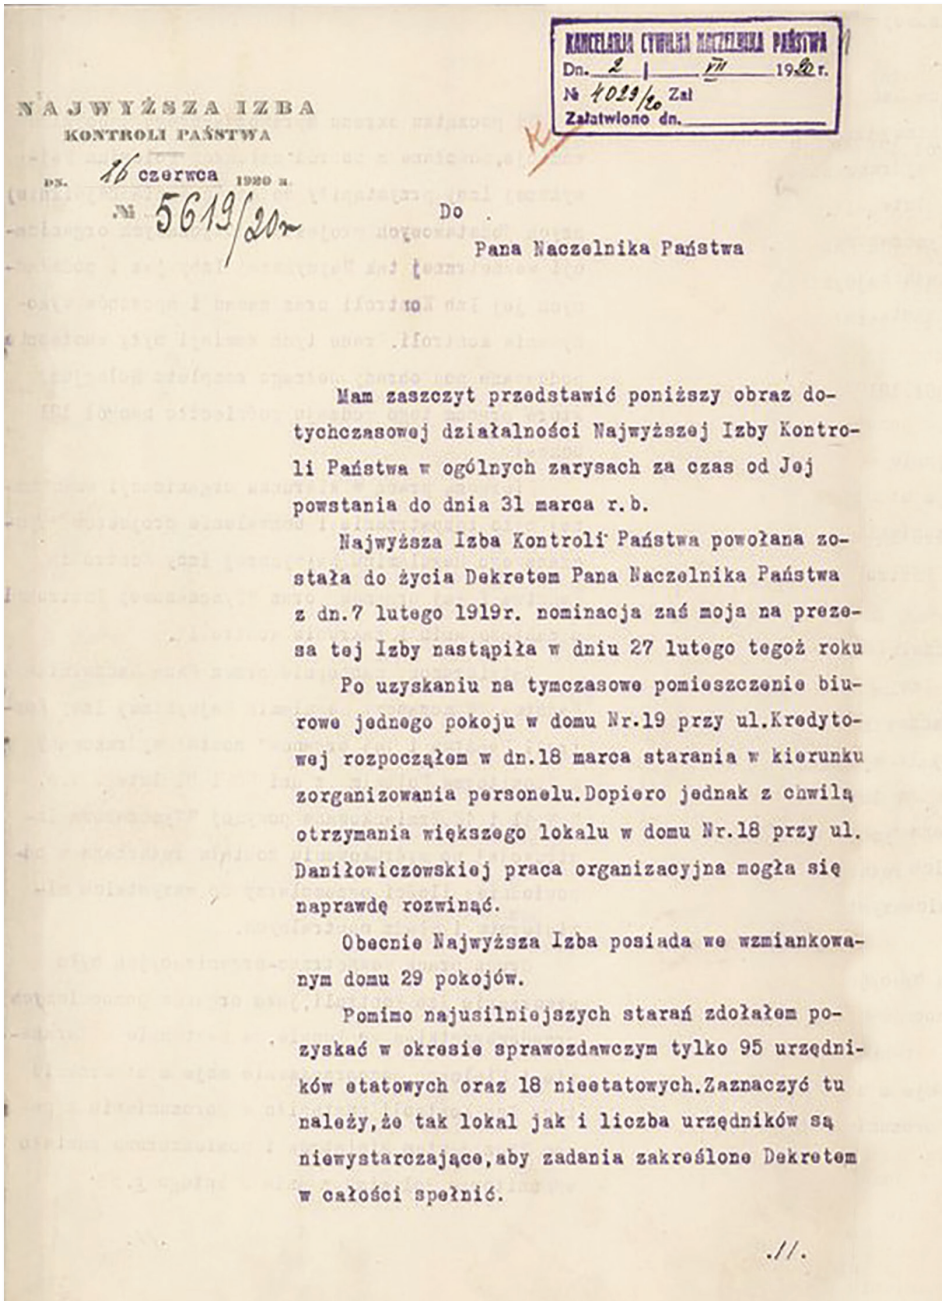 KANCELARJA CYWILNA NACZELNIKA PAŃSTWA
Dn. 2 | VII 1920 r.
№ 4029/20 Zał
Załatwiono dn.
NAJWYŻSZA IZBA
KONTROLI PAŃSTWA
DN. 16 czerwca 1920 R.
№ 5619/20r
Do
Pana Naczelnika Państwa
Mam zaszczyt przedstawić poniższy obraz do-
tychczasowej działalności Najwyższej Izby Kontro-
li Państwa w ogólnych zarysach za czas od Jej
powstania do dnia 31 marca r.b.
Najwyższa Izba Kontroli Państwa powołana zo-
stała do życia Dekretem Pana Naczelnika Państwa
z dn.7 lutego 1919r. nominacja zaś moja na preze-
sa tej Izby nastąpiła w dniu 27 lutego tegoż roku
Po uzyskaniu na tymczasowe pomieszczenie biu-
rowe jednego pokoju w domu Nr.19 przy ul.Kredyto-
wej rozpocząłem w dn.18 marca starania w kierunku
zorganizowania personelu.Dopiero jednak z chwilą
otrzymania większego lokalu w domu Nr.18 przy ul.
Daniłowiczowskiej praca organizacyjna mogła się
naprawdę rozwinąć.
Obecnie Najwyższa Izba posiada we wzmiankowa-
nym domu 29 pokojów.
Pomimo najusilniejszych starań zdołałem po-
zyskać w okresie sprawozdawczym tylko 95 urzędni-
ków etatowych oraz 18 nieetatowych.Zaznaczyć tu
należy,że tak lokal jak i liczba urzędników są
niewystarczające,aby zadania zakreślone Dekretem
w całości spełnić.
.//.